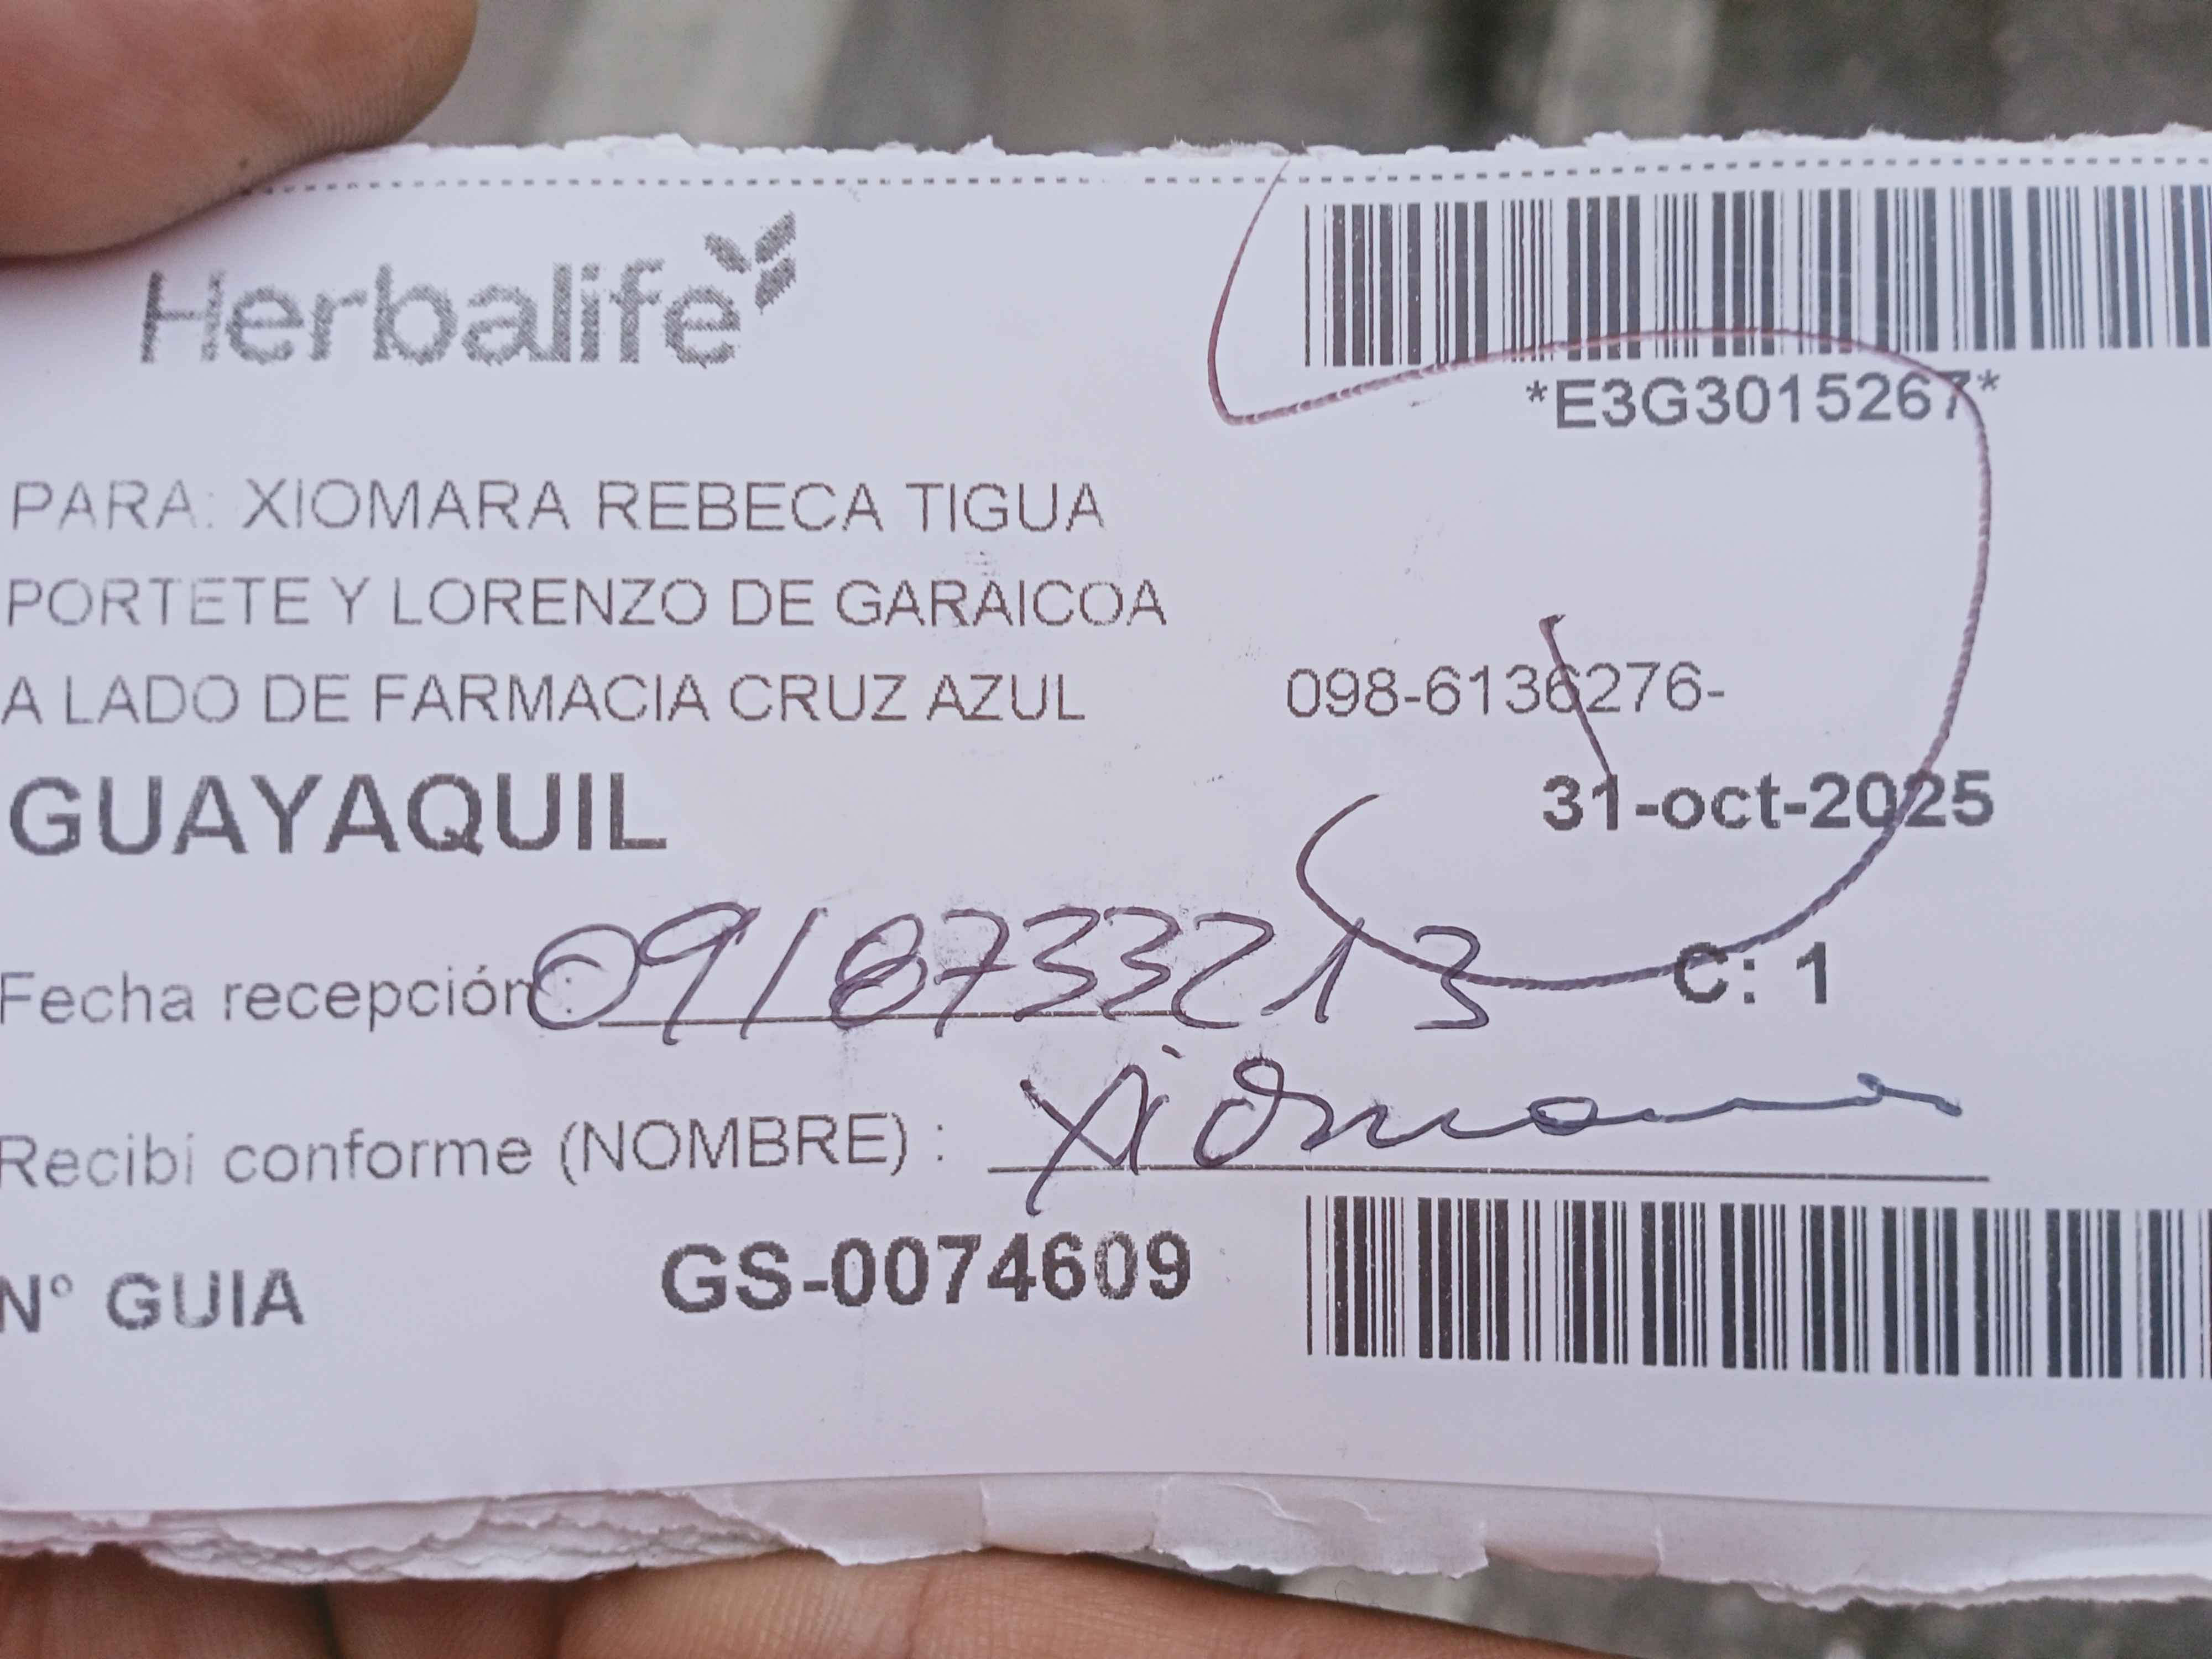 Herbalife
*E3G3015267*
PARA: XIOMARA REBECA TIGUA
PORTETE Y LORENZO DE GARAICOA
A LADO DE FARMACIA CRUZ AZUL 098-6136276-
GUAYAQUIL 31-oct-2025
Fecha recepción: 0918733213 C: 1
Recibí conforme (NOMBRE) : Xiomara
N° GUIA GS-0074609